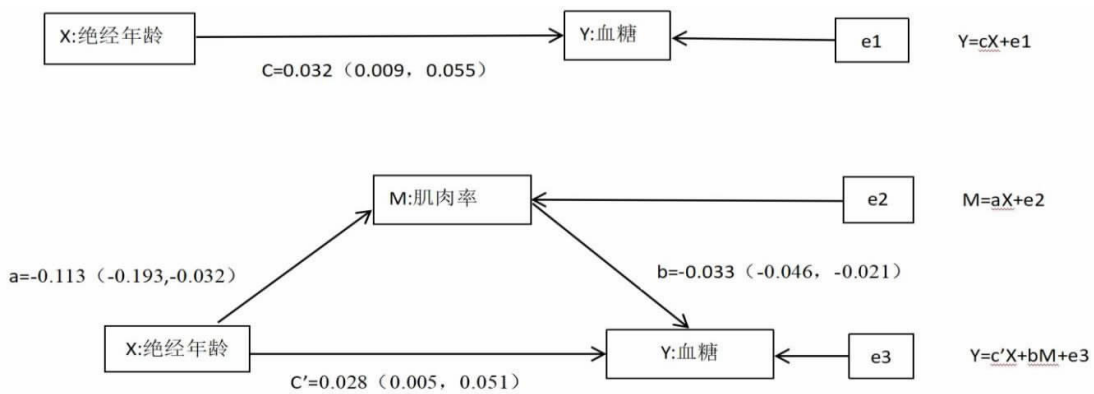 X:绝经年龄
Y:血糖
e1
Y=cX+e1
C=0.032（0.009，0.055）
M:肌肉率
e2
M=aX+e2
a=-0.113（-0.193,-0.032）
b=-0.033（-0.046，-0.021）
X:绝经年龄
Y:血糖
e3
Y=c’X+bM+e3
C’=0.028（0.005，0.051）